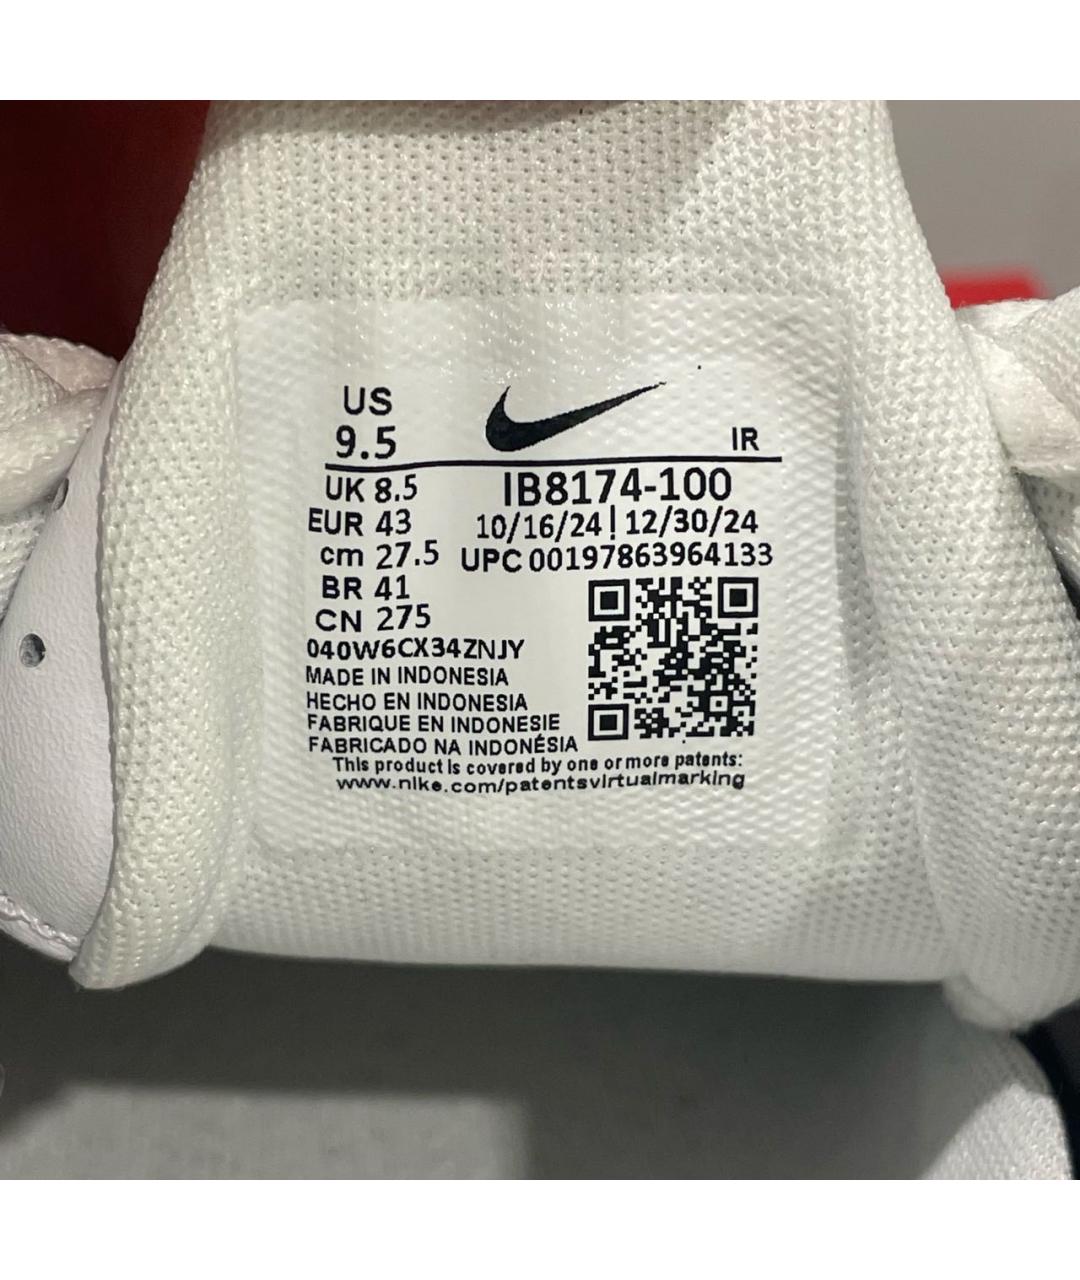 US
9.5
IR
UK 8.5
IB8174-100
EUR 43
10/16/24 | 12/30/24
cm 27.5
UPC 00197863964133
BR 41
CN 275
040W6CX34ZNJY
MADE IN INDONESIA
HECHO EN INDONESIA
FABRIQUE EN INDONESIE
FABRICADO NA INDONÉSIA
This product is covered by one or more patents:
www.nike.com/patentsvirtualmarking